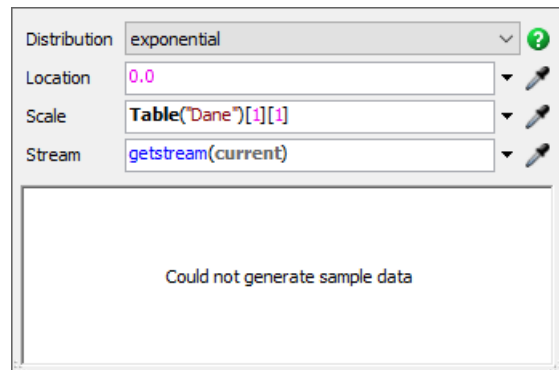 Distribution exponential ?
Location 0.0
Scale Table("Dane")[1][1]
Stream getstream(current)
Could not generate sample data